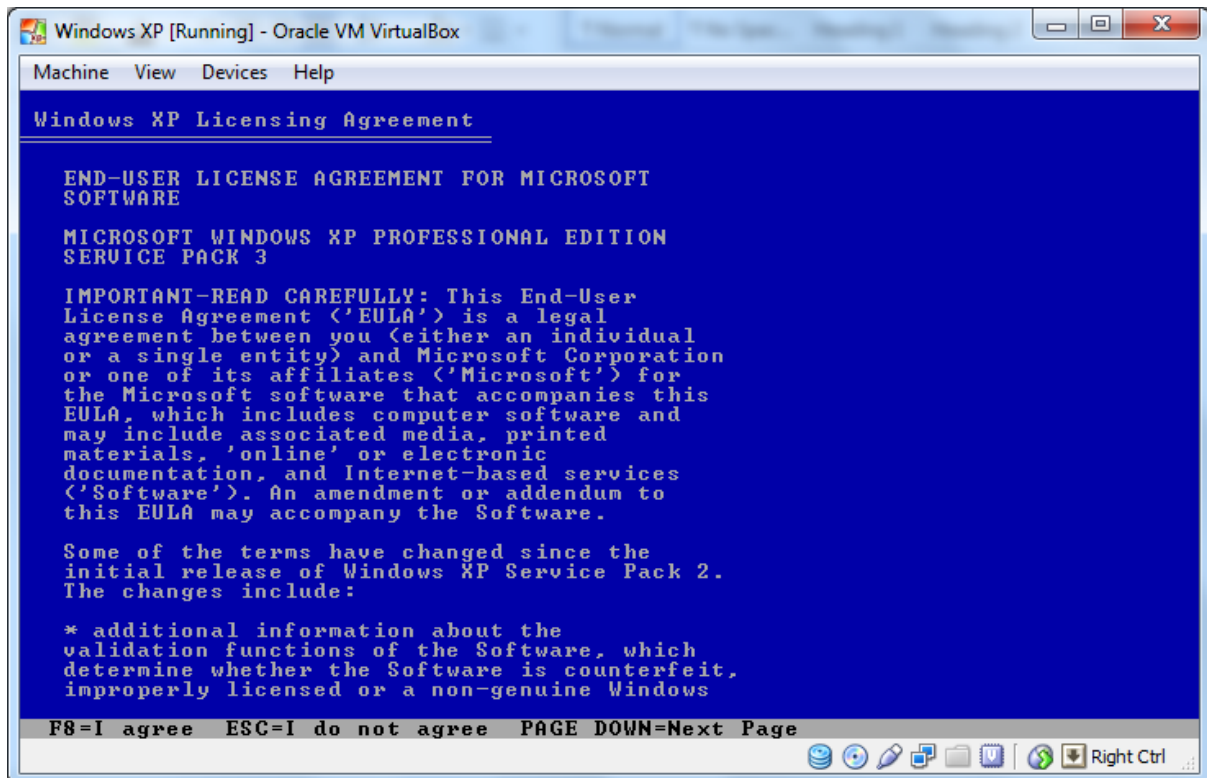 Windows XP [Running] - Oracle VM VirtualBox
Machine View Devices Help
Windows XP Licensing Agreement
END-USER LICENSE AGREEMENT FOR MICROSOFT
SOFTWARE
MICROSOFT WINDOWS XP PROFESSIONAL EDITION
SERVICE PACK 3
IMPORTANT-READ CAREFULLY: This End-User
License Agreement ('EULA') is a legal
agreement between you (either an individual
or a single entity) and Microsoft Corporation
or one of its affiliates ('Microsoft') for
the Microsoft software that accompanies this
EULA, which includes computer software and
may include associated media, printed
materials, 'online' or electronic
documentation, and Internet-based services
('Software'). An amendment or addendum to
this EULA may accompany the Software.
Some of the terms have changed since the
initial release of Windows XP Service Pack 2.
The changes include:
* additional information about the
validation functions of the Software, which
determine whether the Software is counterfeit,
improperly licensed or a non-genuine Windows
F8=I agree ESC=I do not agree PAGE DOWN=Next Page
Right Ctrl